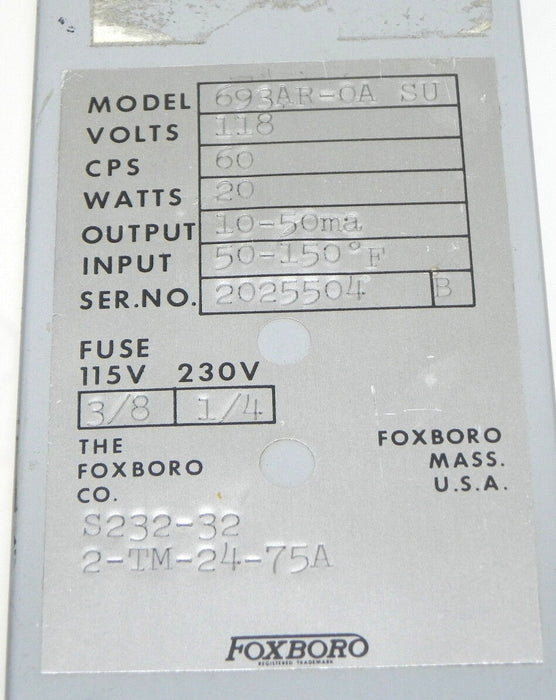 MODEL 693AR-OA SU
VOLTS 118
CPS 60
WATTS 20
OUTPUT 10-50ma
INPUT 50-150°F
SER.NO. 2025504 B
FUSE
115V 230V
3/8 1/4
THE
FOXBORO
CO.
FOXBORO
MASS.
U.S.A.
S232-32
2-TM-24-75A
FOXBORO
REGISTERED TRADEMARK